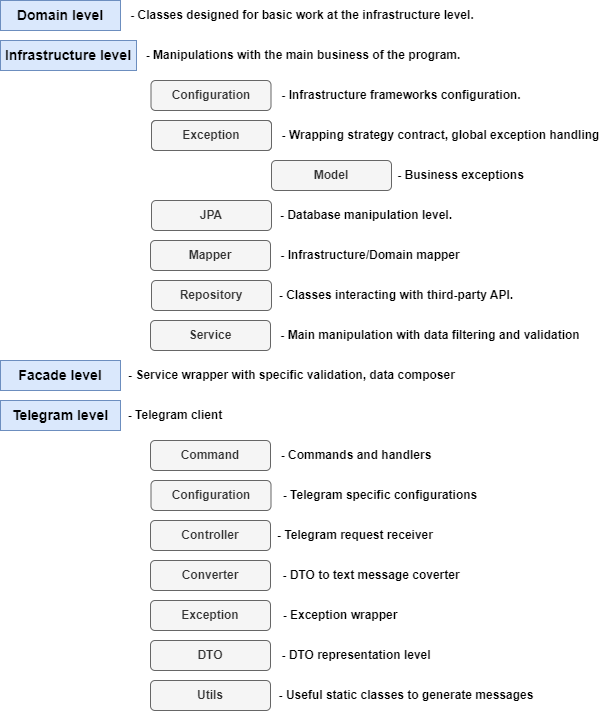 Domain level - Classes designed for basic work at the infrastructure level.
Infrastructure level - Manipulations with the main business of the program.
Configuration - Infrastructure frameworks configuration.
Exception - Wrapping strategy contract, global exception handling
Model - Business exceptions
JPA - Database manipulation level.
Mapper - Infrastructure/Domain mapper
Repository - Classes interacting with third-party API.
Service - Main manipulation with data filtering and validation
Facade level - Service wrapper with specific validation, data composer
Telegram level - Telegram client
Command - Commands and handlers
Configuration - Telegram specific configurations
Controller - Telegram request receiver
Converter - DTO to text message coverter
Exception - Exception wrapper
DTO - DTO representation level
Utils - Useful static classes to generate messages